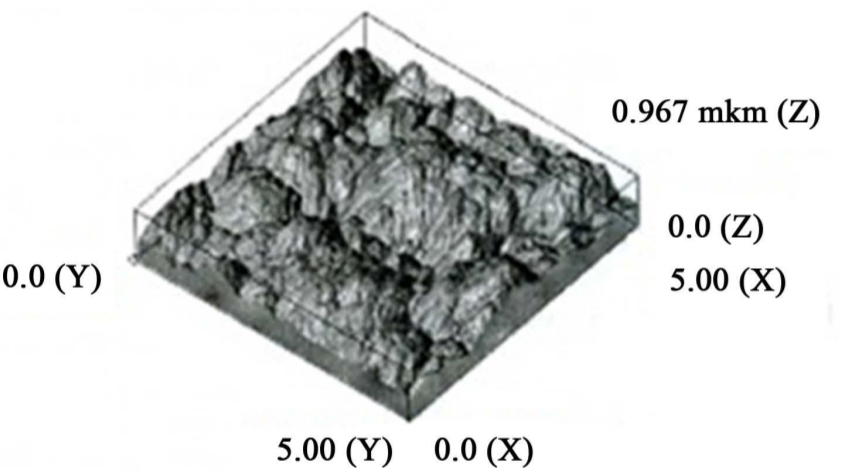 0.967 mkm (Z)
0.0 (Z)
0.0 (Y)
5.00 (X)
5.00 (Y)
0.0 (X)